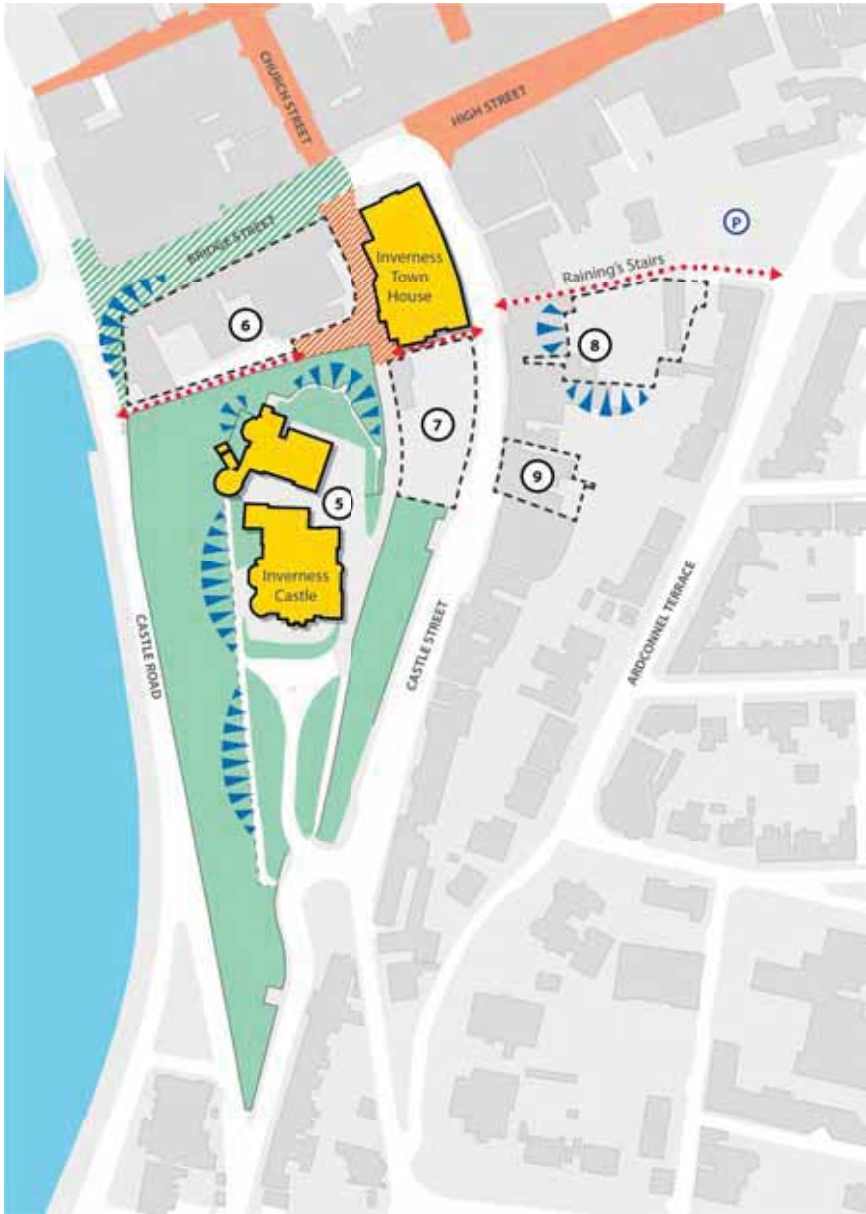 CHURCH STREET
HIGH STREET
P
BRIDGE STREET
Inverness
Town
House
Raining's Stairs
6
8
7
9
5
Inverness
Castle
CASTLE ROAD
CASTLE STREET
ARDCONNEL TERRACE